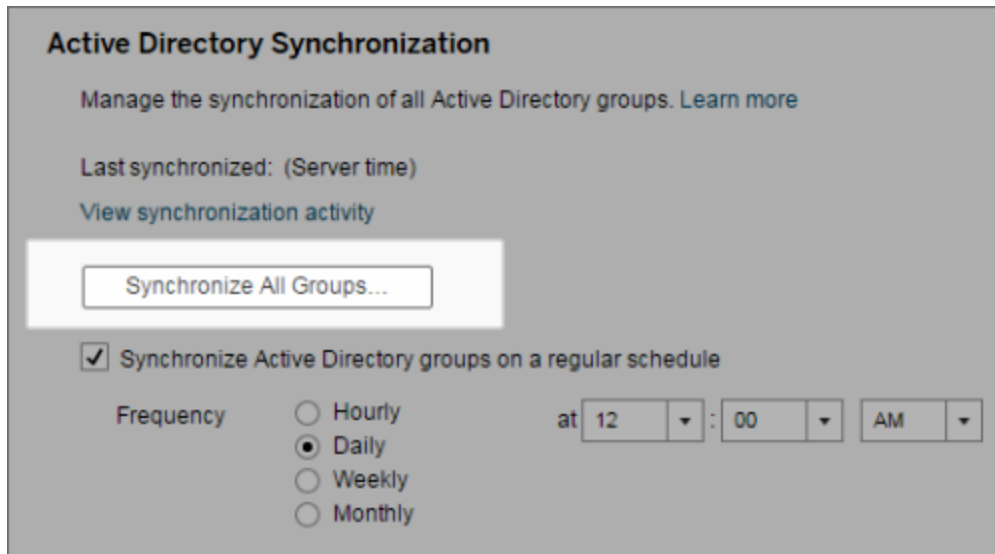 Active Directory Synchronization
Manage the synchronization of all Active Directory groups. Learn more
Last synchronized: (Server time)
View synchronization activity
Synchronize All Groups...
Synchronize Active Directory groups on a regular schedule
Frequency Hourly at 12 : 00 AM
Daily
Weekly
Monthly